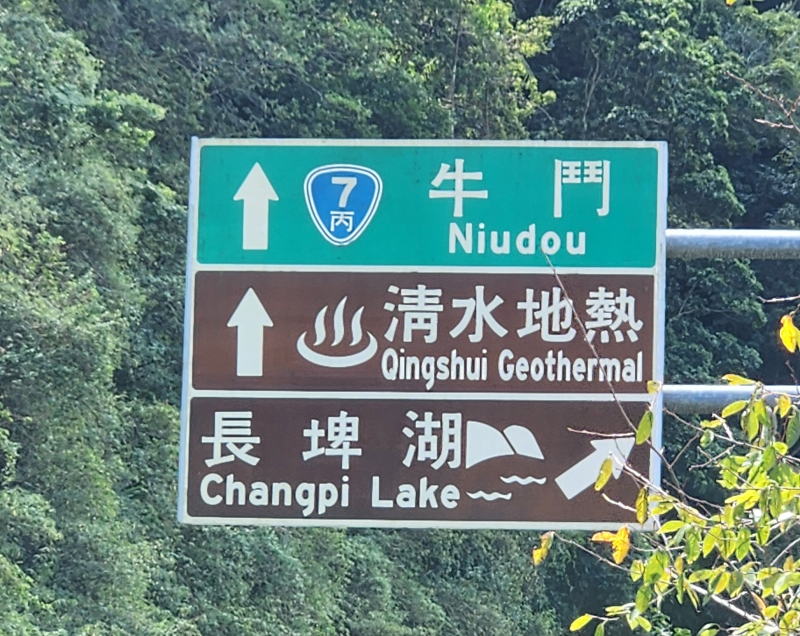 7
丙
牛鬥
Niudou
清水地熱
Qingshui Geothermal
長埤湖
Changpi Lake